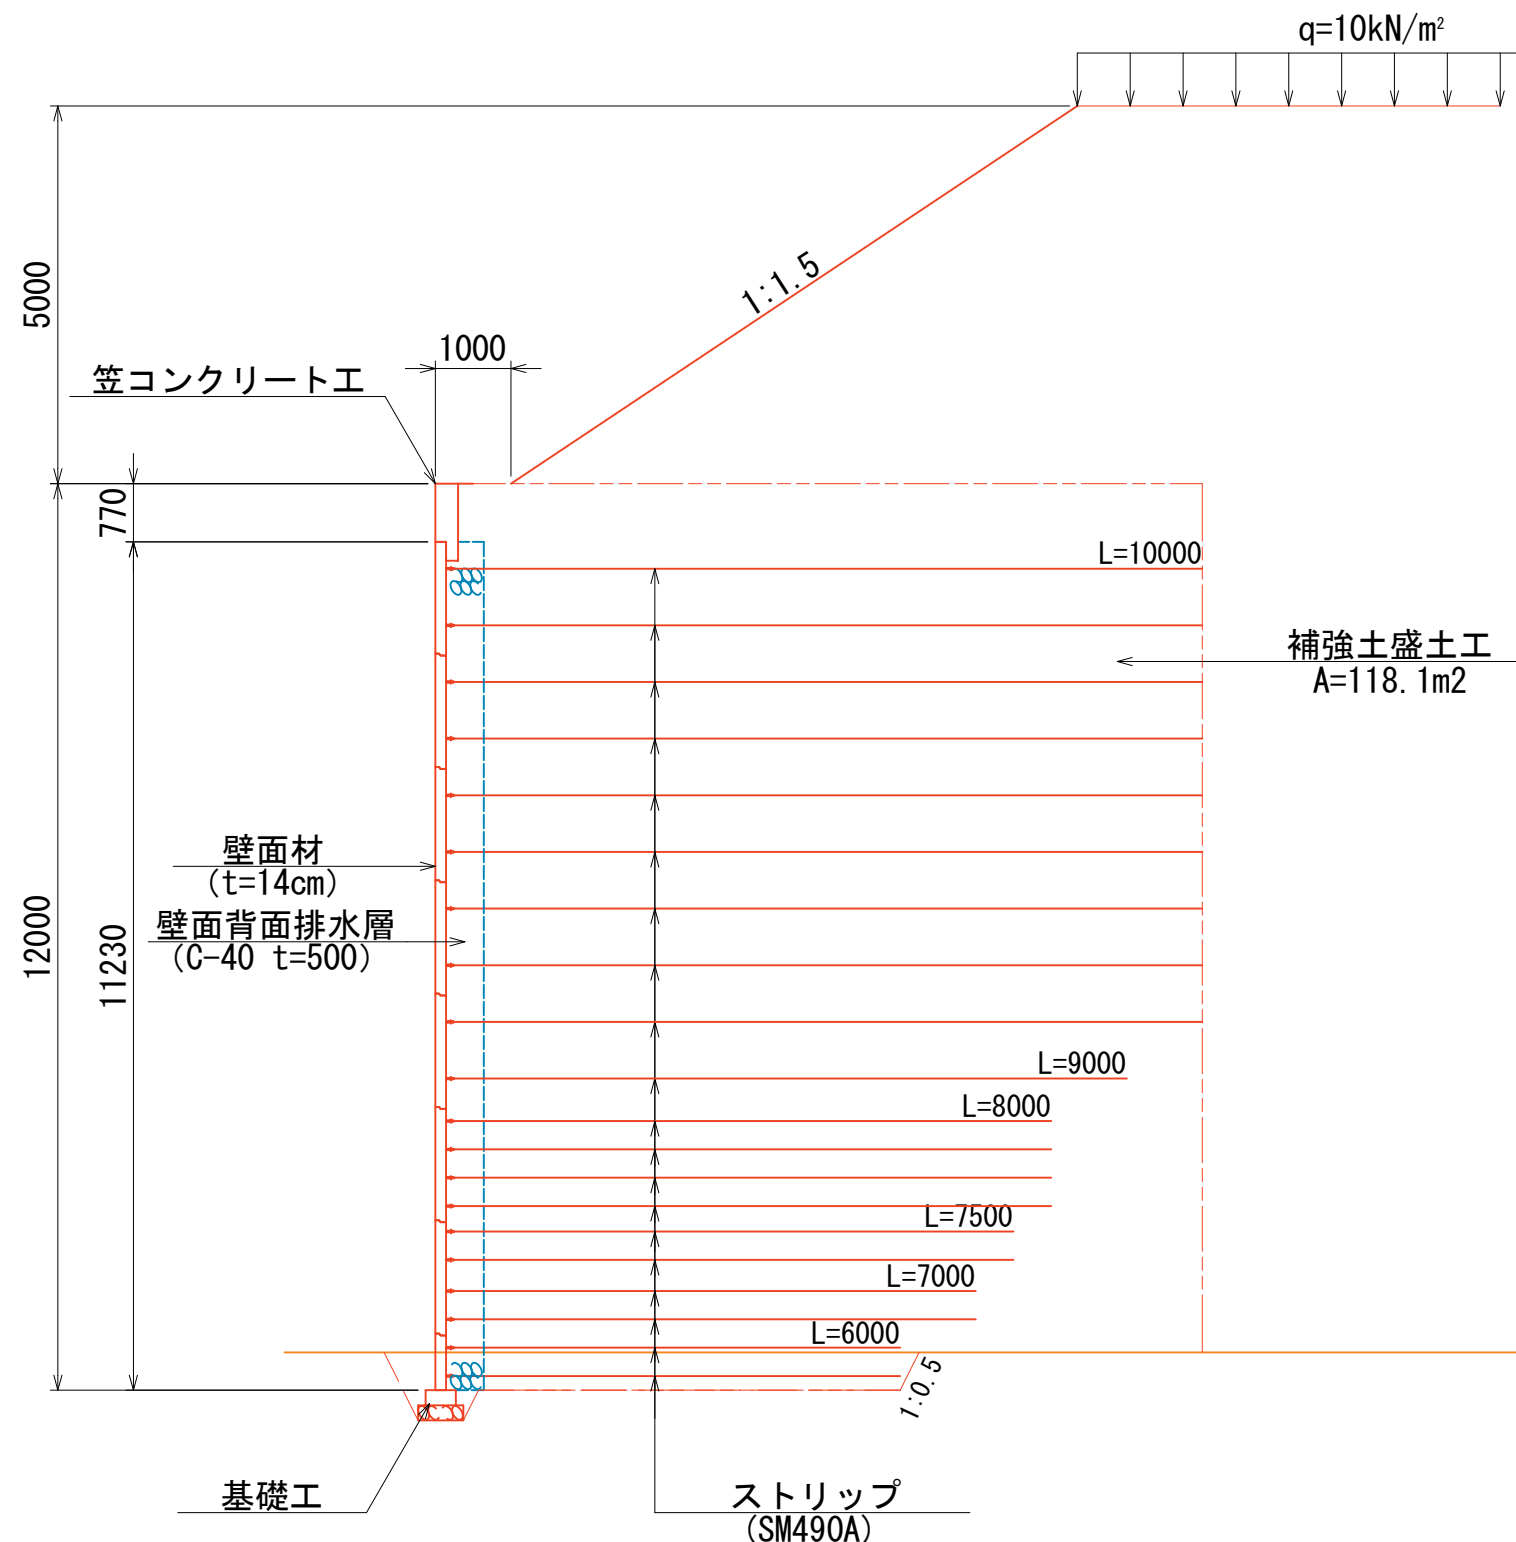 q=10kN/m²
5000
1:1.5
1000
笠コンクリート工
770
L=10000
補強土盛土工
A=118.1m2
壁面材
(t=14cm)
壁面背面排水層
(C-40 t=500)
12000
11230
L=9000
L=8000
L=7500
L=7000
L=6000
1:0.5
基礎工
ストリップ
(SM490A)